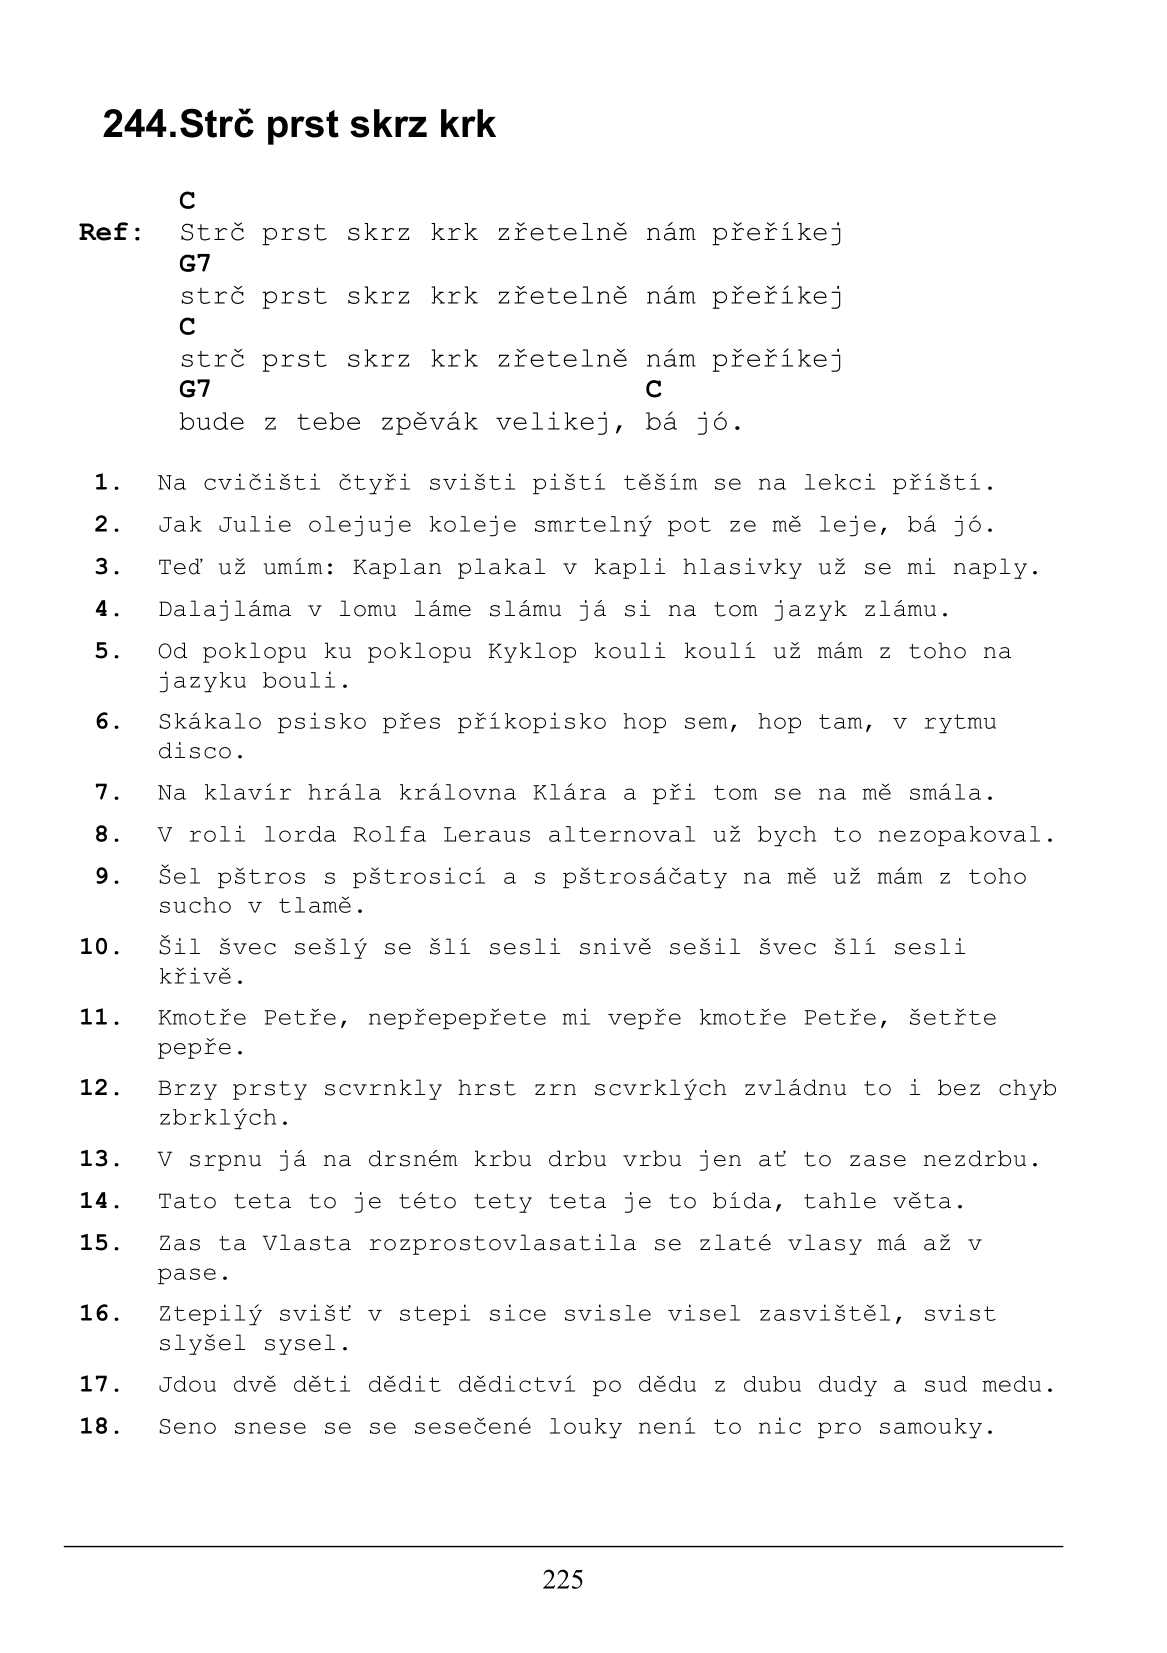 244.Strč prst skrz krk
C
Ref: Strč prst skrz krk zřetelně nám přeříkej
G7
strč prst skrz krk zřetelně nám přeříkej
C
strč prst skrz krk zřetelně nám přeříkej
G7 C
bude z tebe zpěvák velikej, bá jó.
1. Na cvičišti čtyři svišti piští těším se na lekci příští.
2. Jak Julie olejuje koleje smrtelný pot ze mě leje, bá jó.
3. Teď už umím: Kaplan plakal v kapli hlasivky už se mi naply.
4. Dalajláma v lomu láme slámu já si na tom jazyk zlámu.
5. Od poklopu ku poklopu Kyklop kouli koulí už mám z toho na
jazyku bouli.
6. Skákalo psisko přes příkopisko hop sem, hop tam, v rytmu
disco.
7. Na klavír hrála královna Klára a při tom se na mě smála.
8. V roli lorda Rolfa Leraus alternoval už bych to nezopakoval.
9. Šel pštros s pštrosicí a s pštrosáčaty na mě už mám z toho
sucho v tlamě.
10. Šil švec sešlý se šlí sesli snivě sešil švec šlí sesli
křivě.
11. Kmotře Petře, nepřepepřete mi vepře kmotře Petře, šetřte
pepře.
12. Brzy prsty scvrnkly hrst zrn scvrklých zvládnu to i bez chyb
zbrklých.
13. V srpnu já na drsném krbu drbu vrbu jen ať to zase nezdrbu.
14. Tato teta to je této tety teta je to bída, tahle věta.
15. Zas ta Vlasta rozprostovlasatila se zlaté vlasy má až v
pase.
16. Ztepilý svišť v stepi sice svisle visel zasvištěl, svist
slyšel sysel.
17. Jdou dvě děti dědit dědictví po dědu z dubu dudy a sud medu.
18. Seno snese se se sesečené louky není to nic pro samouky.
225